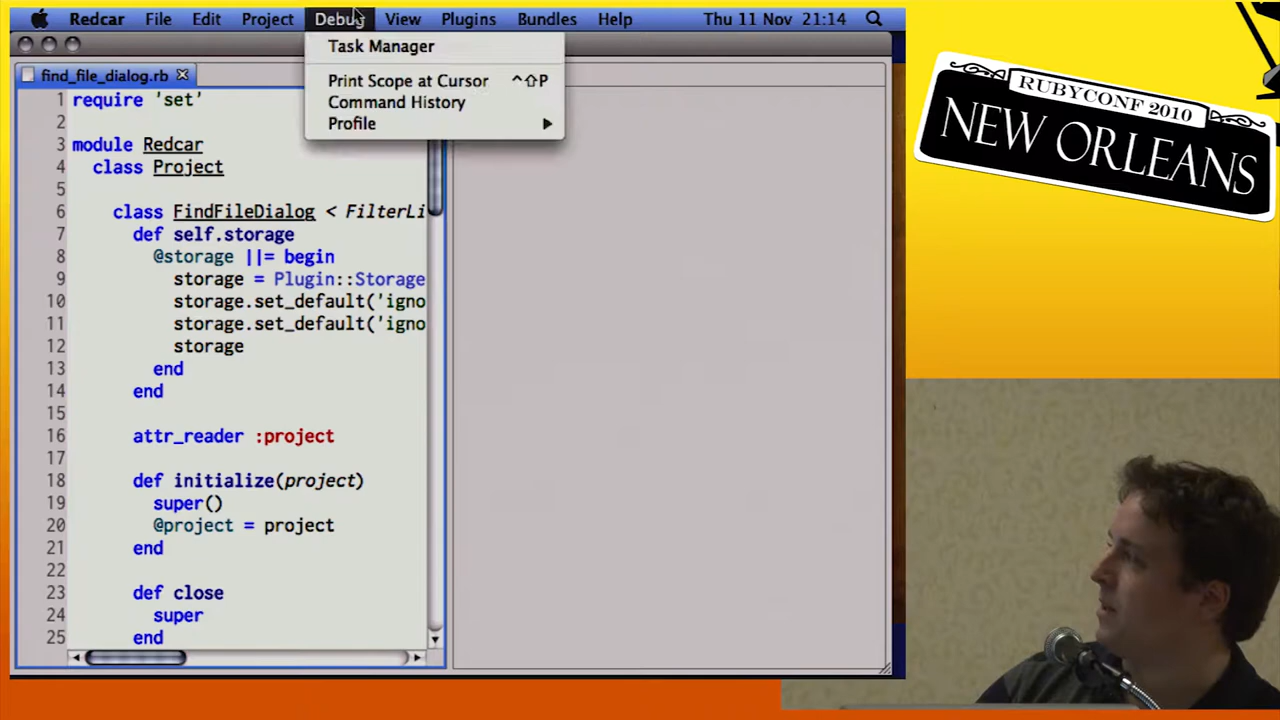 Redcar File Edit Project Debug View Plugins Bundles Help Thu 11 Nov 21:14
Task Manager
Print Scope at Cursor ^⇧P
Command History
Profile
find_file_dialog.rb
1 require 'set'
2
3 module Redcar
4 class Project
5
6 class FindFileDialog < FilterLi
7 def self.storage
8 @storage ||= begin
9 storage = Plugin::Storage
10 storage.set_default('igno
11 storage.set_default('igno
12 storage
13 end
14 end
15
16 attr_reader :project
17
18 def initialize(project)
19 super()
20 @project = project
21 end
22
23 def close
24 super
25 end
RUBYCONF 2010
NEW ORLEANS